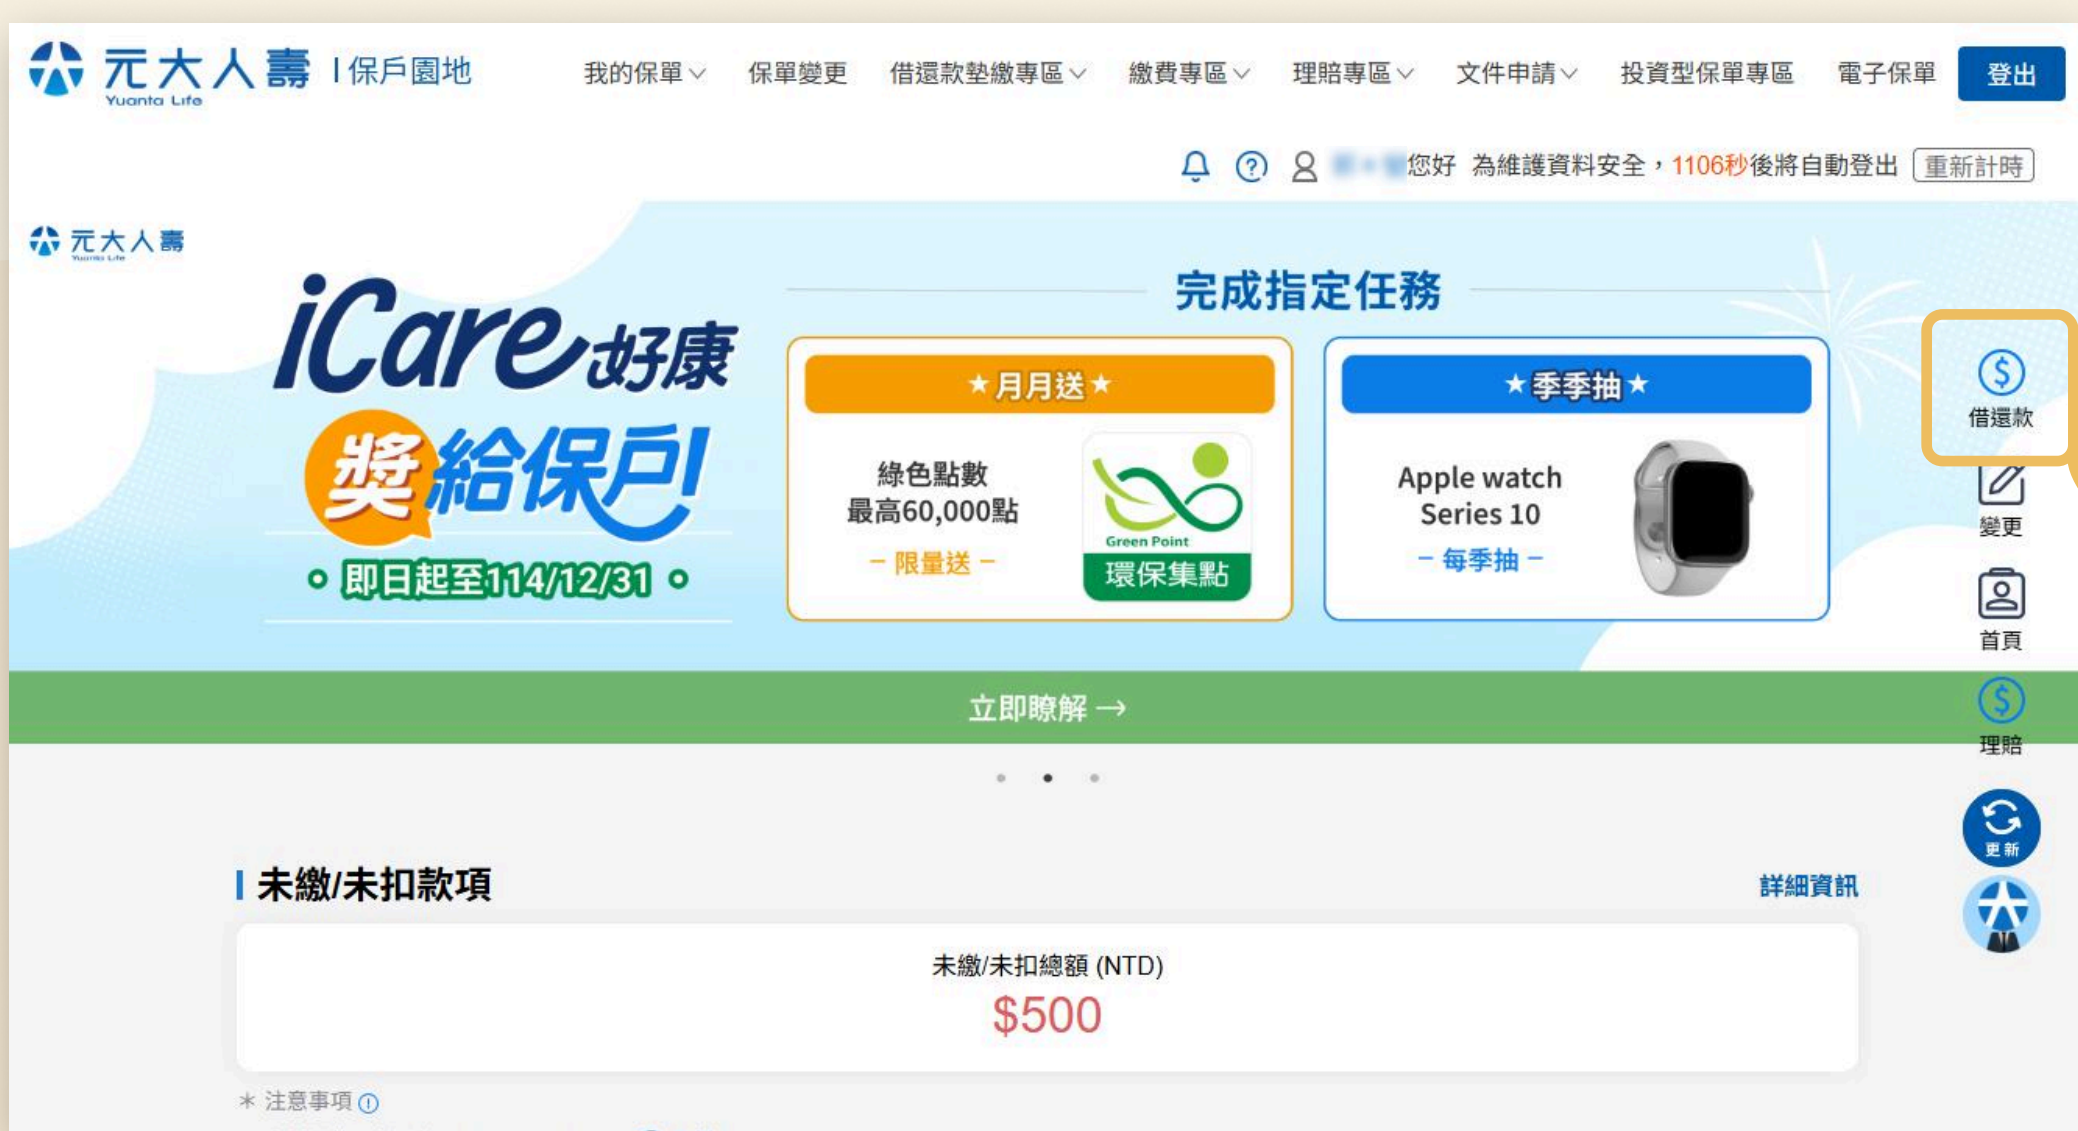 元大人壽 | 保戶園地
Yuanta Life
我的保單 保單變更 借還款墊繳專區 繳費專區 理賠專區 文件申請 投資型保單專區 電子保單 登出
您好 為維護資料安全，1106秒後將自動登出 重新計時
元大人壽
Yuanta Life
iCare好康
獎給保戶!
即日起至114/12/31
完成指定任務
★月月送★
綠色點數
最高60,000點
- 限量送 -
Green Point
環保集點
★季季抽★
Apple watch
Series 10
- 每季抽 -
立即瞭解 →
借還款
變更
首頁
理賠
更新
未繳/未扣款項
詳細資訊
未繳/未扣總額 (NTD)
$500
＊ 注意事項